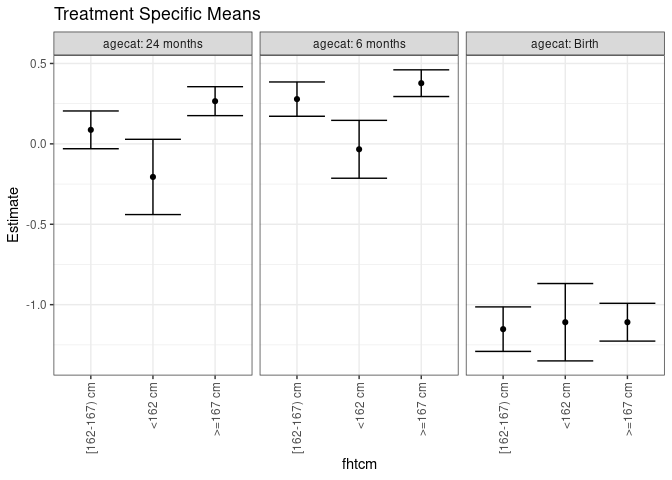 Treatment Specific Means
agecat: 24 months
agecat: 6 months
agecat: Birth
0.5
0.0
-0.5
-1.0
Estimate
[162-167) cm
<162 cm
>=167 cm
[162-167) cm
<162 cm
>=167 cm
[162-167) cm
<162 cm
>=167 cm
fhtcm